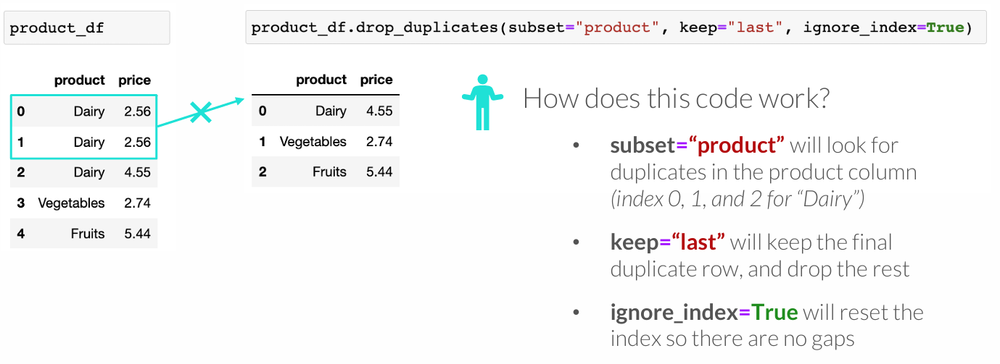 product_df
product_df.drop_duplicates(subset="product", keep="last", ignore_index=True)
product price
0 Dairy 2.56
1 Dairy 2.56
2 Dairy 4.55
3 Vegetables 2.74
4 Fruits 5.44
product price
0 Dairy 4.55
1 Vegetables 2.74
2 Fruits 5.44
How does this code work?
• subset=“product” will look for
duplicates in the product column
(index 0, 1, and 2 for “Dairy”)
• keep=“last” will keep the final
duplicate row, and drop the rest
• ignore_index=True will reset the
index so there are no gaps